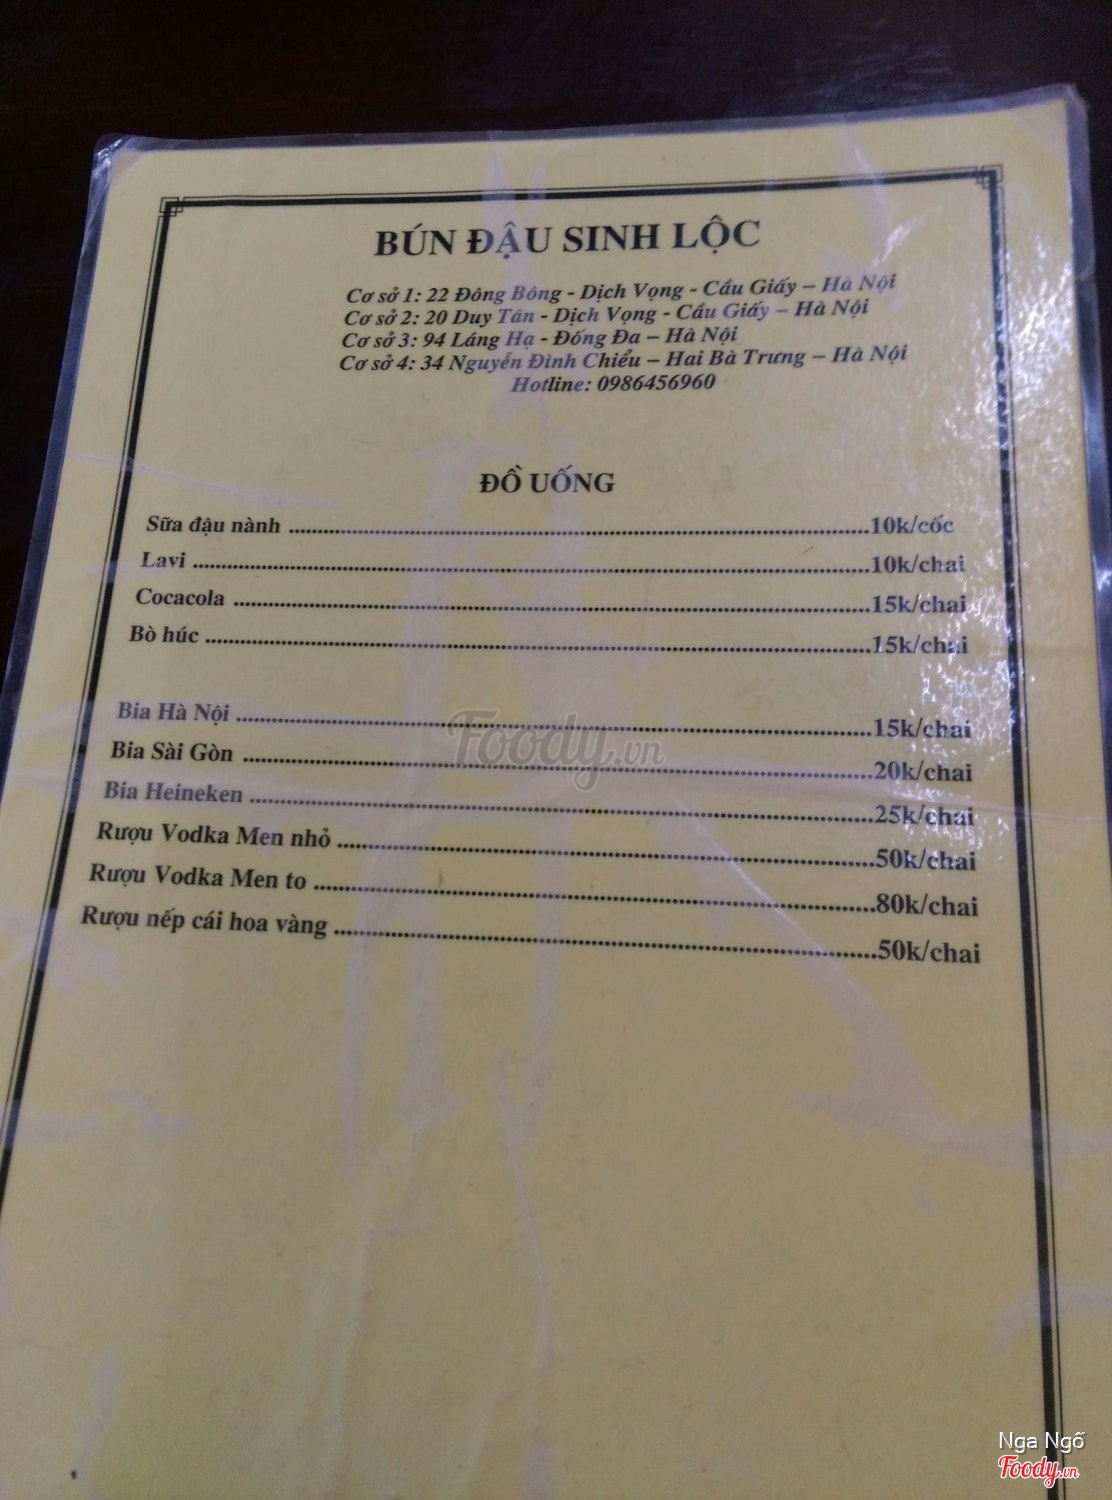 BÚN ĐẬU SINH LỘC
Cơ sở 1: 22 Đông Bông - Dịch Vọng - Cầu Giấy – Hà Nội
Cơ sở 2: 20 Duy Tân - Dịch Vọng - Cầu Giấy – Hà Nội
Cơ sở 3: 94 Láng Hạ - Đống Đa – Hà Nội
Cơ sở 4: 34 Nguyễn Đình Chiểu – Hai Bà Trưng – Hà Nội
Hotline: 0986456960
ĐỒ UỐNG
Sữa đậu nành ........................10k/cốc
Lavi ........................10k/chai
Cocacola ........................15k/chai
Bò húc ........................15k/chai
Bia Hà Nội ........................15k/chai
Bia Sài Gòn ........................20k/chai
Bia Heineken ........................25k/chai
Rượu Vodka Men nhỏ ........................50k/chai
Rượu Vodka Men to ........................80k/chai
Rượu nếp cái hoa vàng ........................50k/chai
Foody.vn
Nga Ngố
Foody.vn